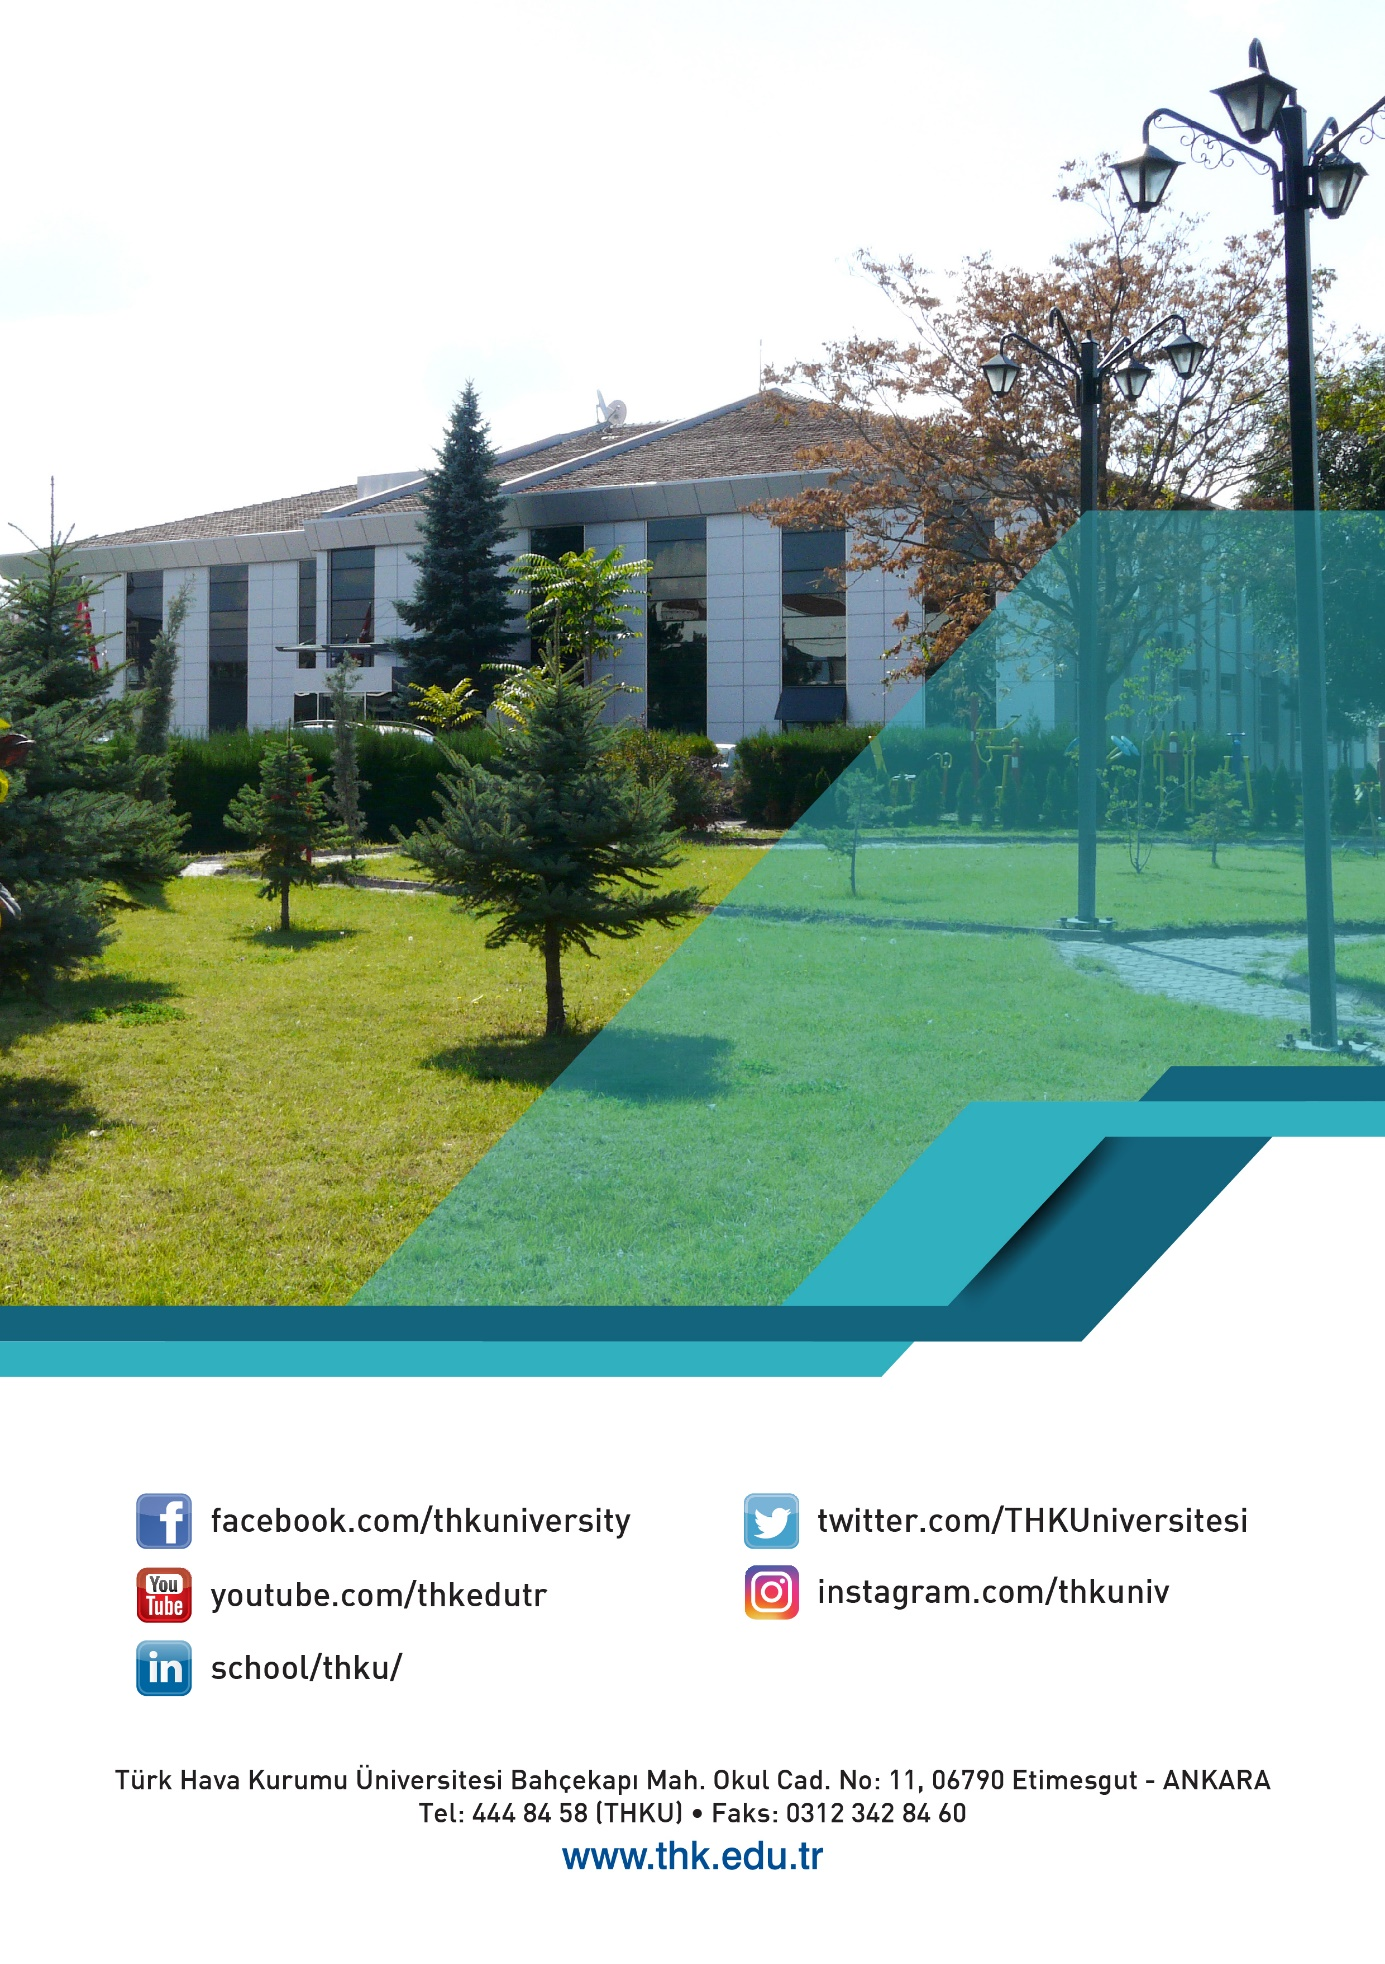 facebook.com/thkuniversity
twitter.com/THKUniversitesi
You
Tube
youtube.com/thkedutr
instagram.com/thkuniv
in
school/thku/
Türk Hava Kurumu Üniversitesi Bahçekapı Mah. Okul Cad. No: 11, 06790 Etimesgut - ANKARA
Tel: 444 84 58 (THKU) • Faks: 0312 342 84 60
www.thk.edu.tr